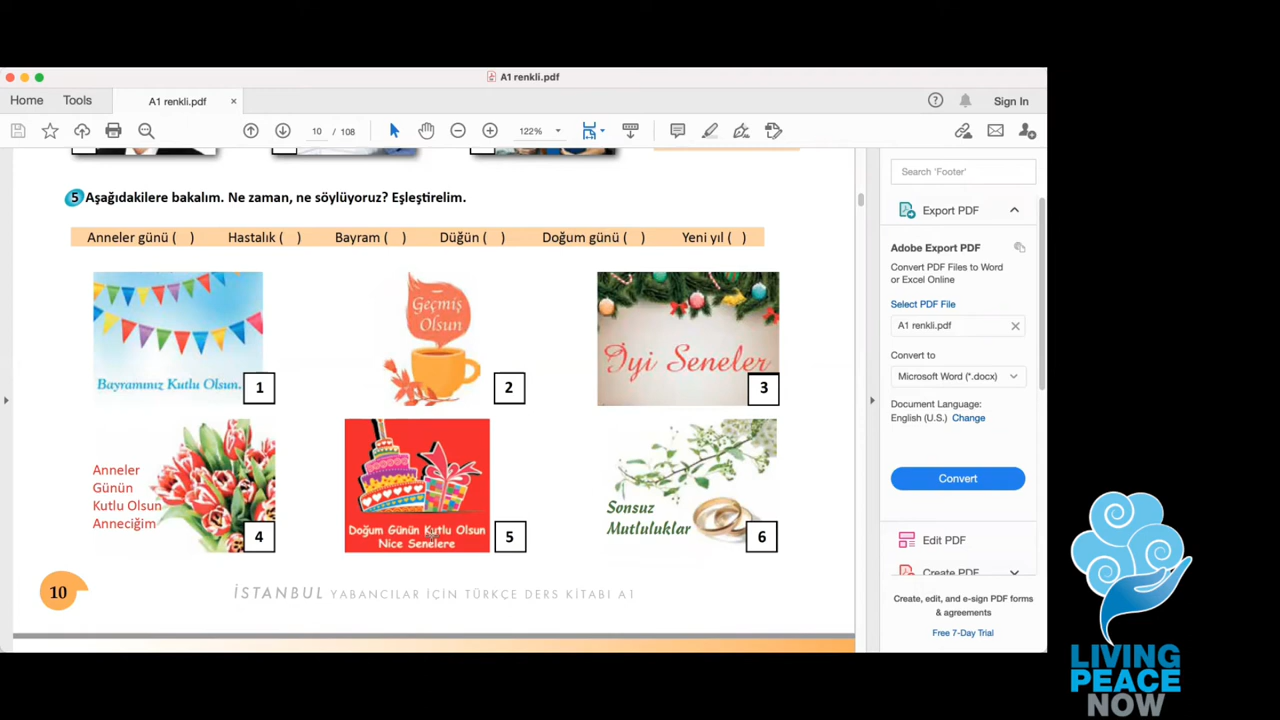 A1 renkli.pdf
Home
Tools
A1 renkli.pdf
Sign In
10 / 108
122%
5 Aşağıdakilere bakalım. Ne zaman, ne söylüyoruz? Eşleştirelim.
Anneler günü ( ) Hastalık ( ) Bayram ( ) Düğün ( ) Doğum günü ( ) Yeni yıl ( )
Bayramınız Kutlu Olsun.
1
Geçmiş
Olsun
2
İyi Seneler
3
Anneler
Günün
Kutlu Olsun
Anneciğim
4
Doğum Günün Kutlu Olsun
Nice Senelere
5
Sonsuz
Mutluluklar
6
10
İSTANBUL YABANCILAR İÇİN TÜRKÇE DERS KİTABI A1
Search 'Footer'
Export PDF
Adobe Export PDF
Convert PDF Files to Word
or Excel Online
Select PDF File
A1 renkli.pdf
Convert to
Microsoft Word (*.docx)
Document Language:
English (U.S.) Change
Convert
Edit PDF
Create PDF
Create, edit, and e-sign PDF forms
& agreements
Free 7-Day Trial
LIVING
PEACE
NOW